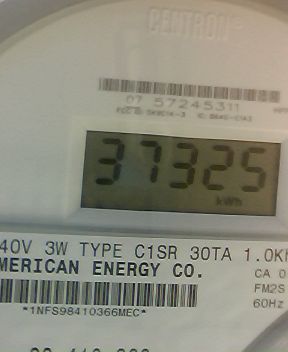 CENTRON
07 57245311
37325
kWh
40V 3W TYPE C1SR 30TA 1.0Kh
MERICAN ENERGY CO.
CA 0
FM2S
*1NFS98410366MEC*
60Hz